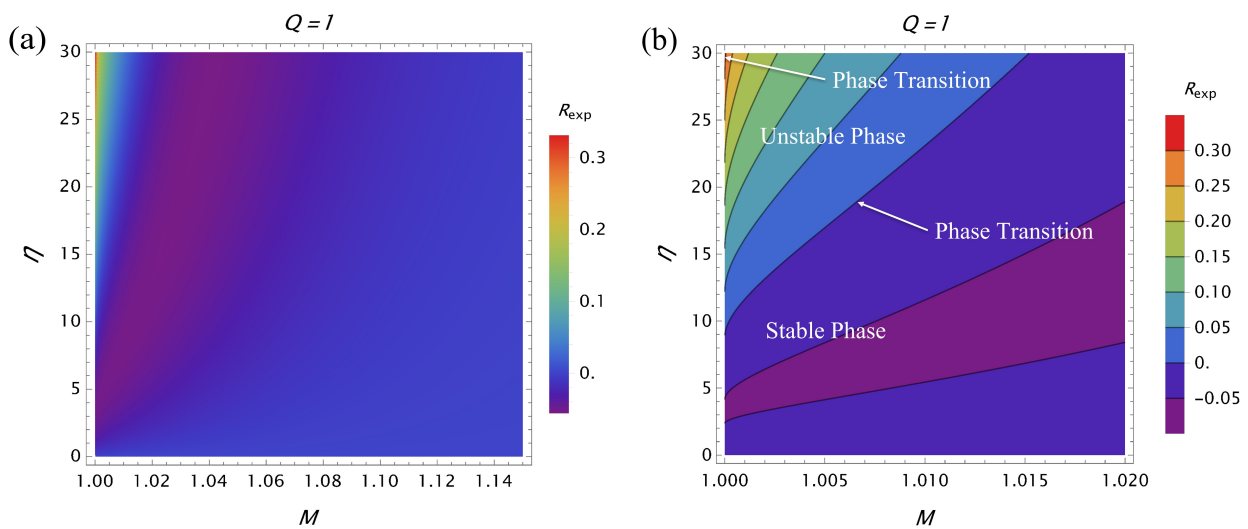 (a)
Q = 1
30
25
20
15
10
5
0
η
1.00 1.02 1.04 1.06 1.08 1.10 1.12 1.14
M
Rexp
0.3
0.2
0.1
0.
(b)
Q = 1
30
25
20
15
10
5
0
η
Phase Transition
Unstable Phase
Phase Transition
Stable Phase
1.000 1.005 1.010 1.015 1.020
M
Rexp
0.30
0.25
0.20
0.15
0.10
0.05
0.
-0.05